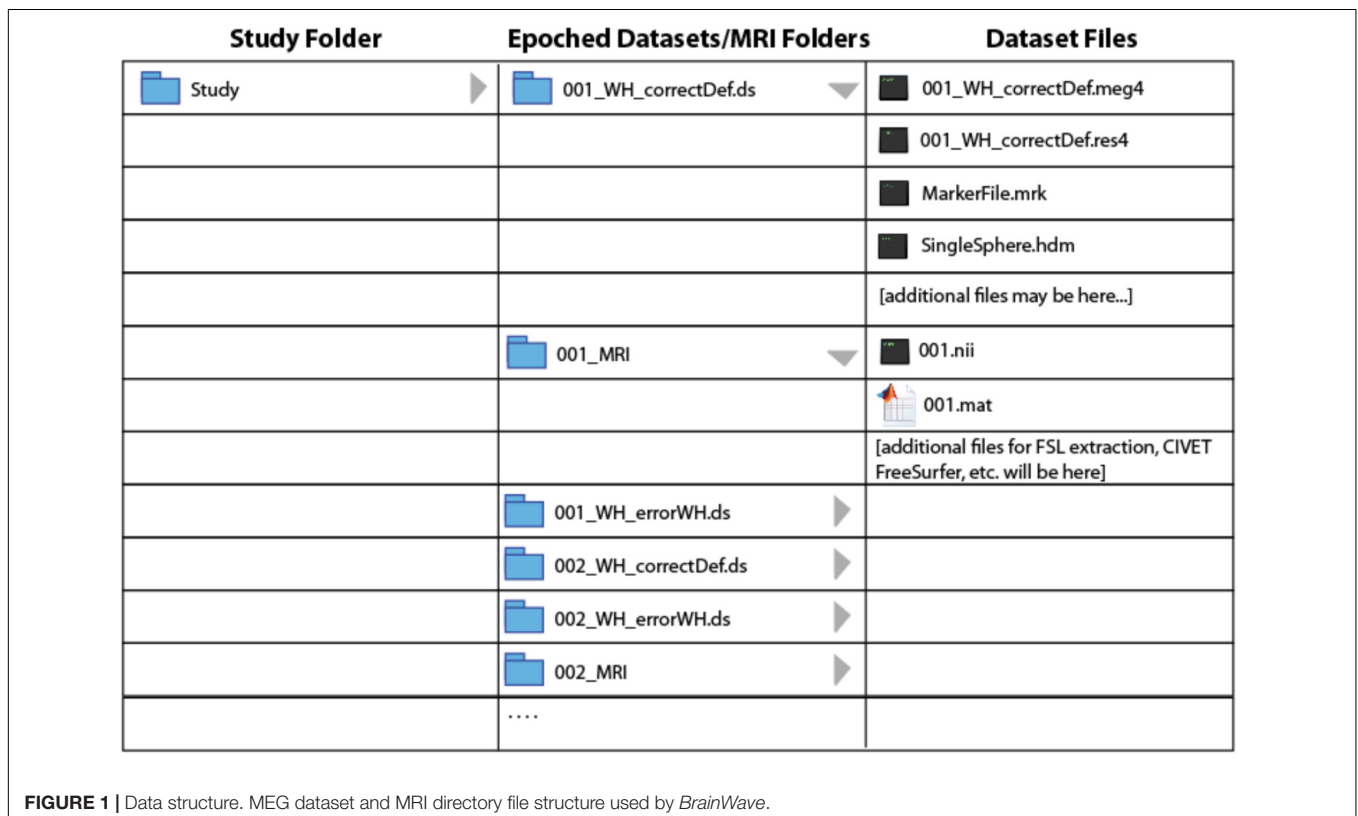 Study Folder Epoched Datasets/MRI Folders Dataset Files
Study 001_WH_correctDef.ds 001_WH_correctDef.meg4
001_WH_correctDef.res4
MarkerFile.mrk
SingleSphere.hdm
[additional files may be here...]
001_MRI 001.nii
001.mat
[additional files for FSL extraction, CIVET
FreeSurfer, etc. will be here]
001_WH_errorWH.ds
002_WH_correctDef.ds
002_WH_errorWH.ds
002_MRI
....
FIGURE 1 | Data structure. MEG dataset and MRI directory file structure used by BrainWave.